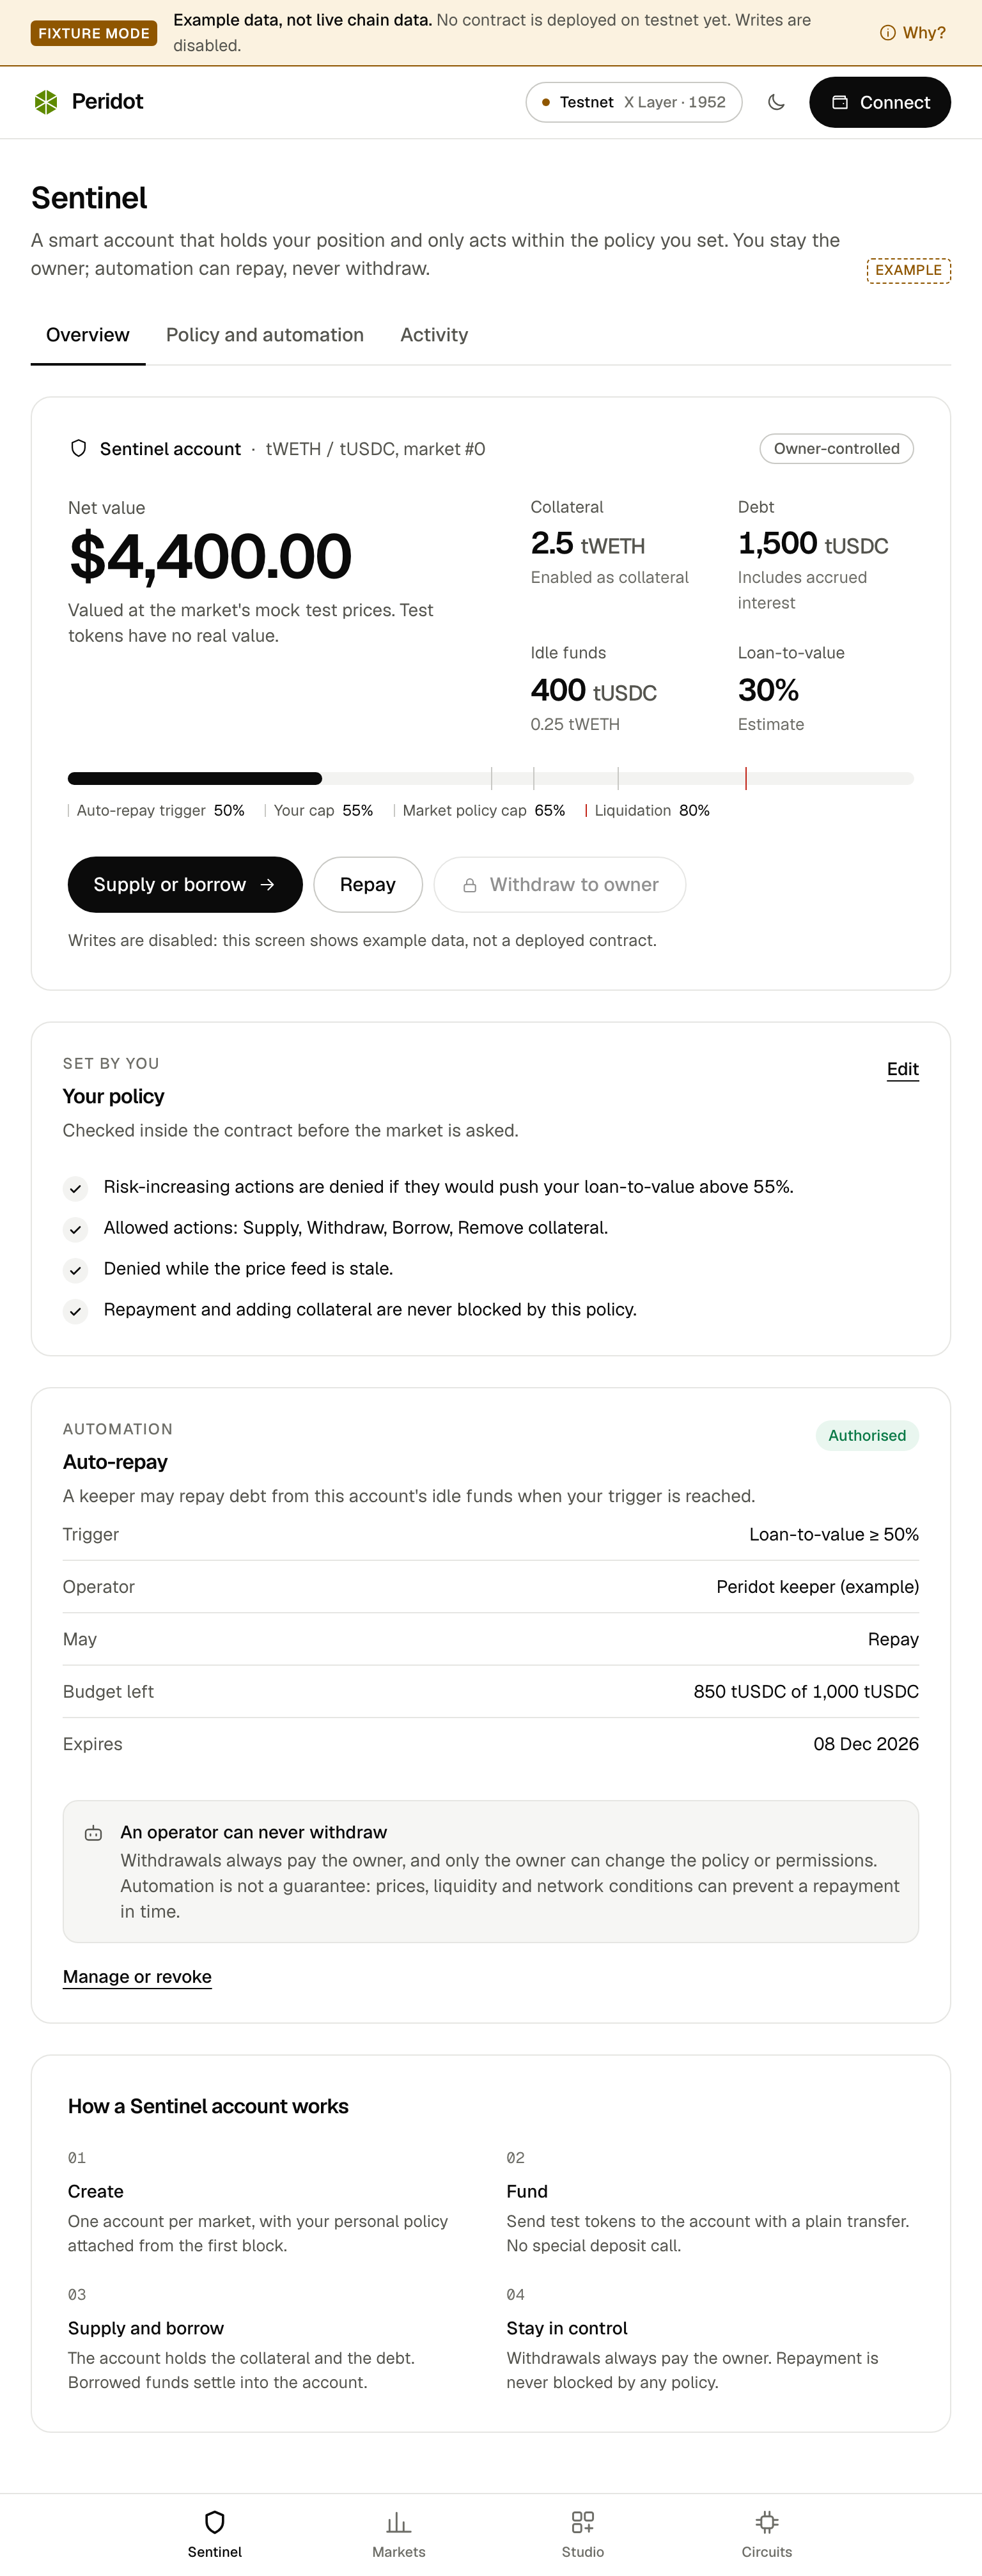 FIXTURE MODE
Example data, not live chain data. No contract is deployed on testnet yet. Writes are
disabled.
Why?
Peridot
Testnet X Layer · 1952
Connect
Sentinel
A smart account that holds your position and only acts within the policy you set. You stay the
owner; automation can repay, never withdraw.
EXAMPLE
Overview
Policy and automation
Activity
Sentinel account · tWETH / tUSDC, market #0
Owner-controlled
Net value
$4,400.00
Valued at the market's mock test prices. Test
tokens have no real value.
Collateral
2.5 tWETH
Enabled as collateral
Debt
1,500 tUSDC
Includes accrued
interest
Idle funds
400 tUSDC
0.25 tWETH
Loan-to-value
30%
Estimate
Auto-repay trigger 50%
Your cap 55%
Market policy cap 65%
Liquidation 80%
Supply or borrow
Repay
Withdraw to owner
Writes are disabled: this screen shows example data, not a deployed contract.
SET BY YOU
Your policy
Edit
Checked inside the contract before the market is asked.
Risk-increasing actions are denied if they would push your loan-to-value above 55%.
Allowed actions: Supply, Withdraw, Borrow, Remove collateral.
Denied while the price feed is stale.
Repayment and adding collateral are never blocked by this policy.
AUTOMATION
Auto-repay
Authorised
A keeper may repay debt from this account's idle funds when your trigger is reached.
Trigger Loan-to-value ≥ 50%
Operator Peridot keeper (example)
May Repay
Budget left 850 tUSDC of 1,000 tUSDC
Expires 08 Dec 2026
An operator can never withdraw
Withdrawals always pay the owner, and only the owner can change the policy or permissions.
Automation is not a guarantee: prices, liquidity and network conditions can prevent a repayment
in time.
Manage or revoke
How a Sentinel account works
01
Create
One account per market, with your personal policy
attached from the first block.
02
Fund
Send test tokens to the account with a plain transfer.
No special deposit call.
03
Supply and borrow
The account holds the collateral and the debt.
Borrowed funds settle into the account.
04
Stay in control
Withdrawals always pay the owner. Repayment is
never blocked by any policy.
Sentinel
Markets
Studio
Circuits